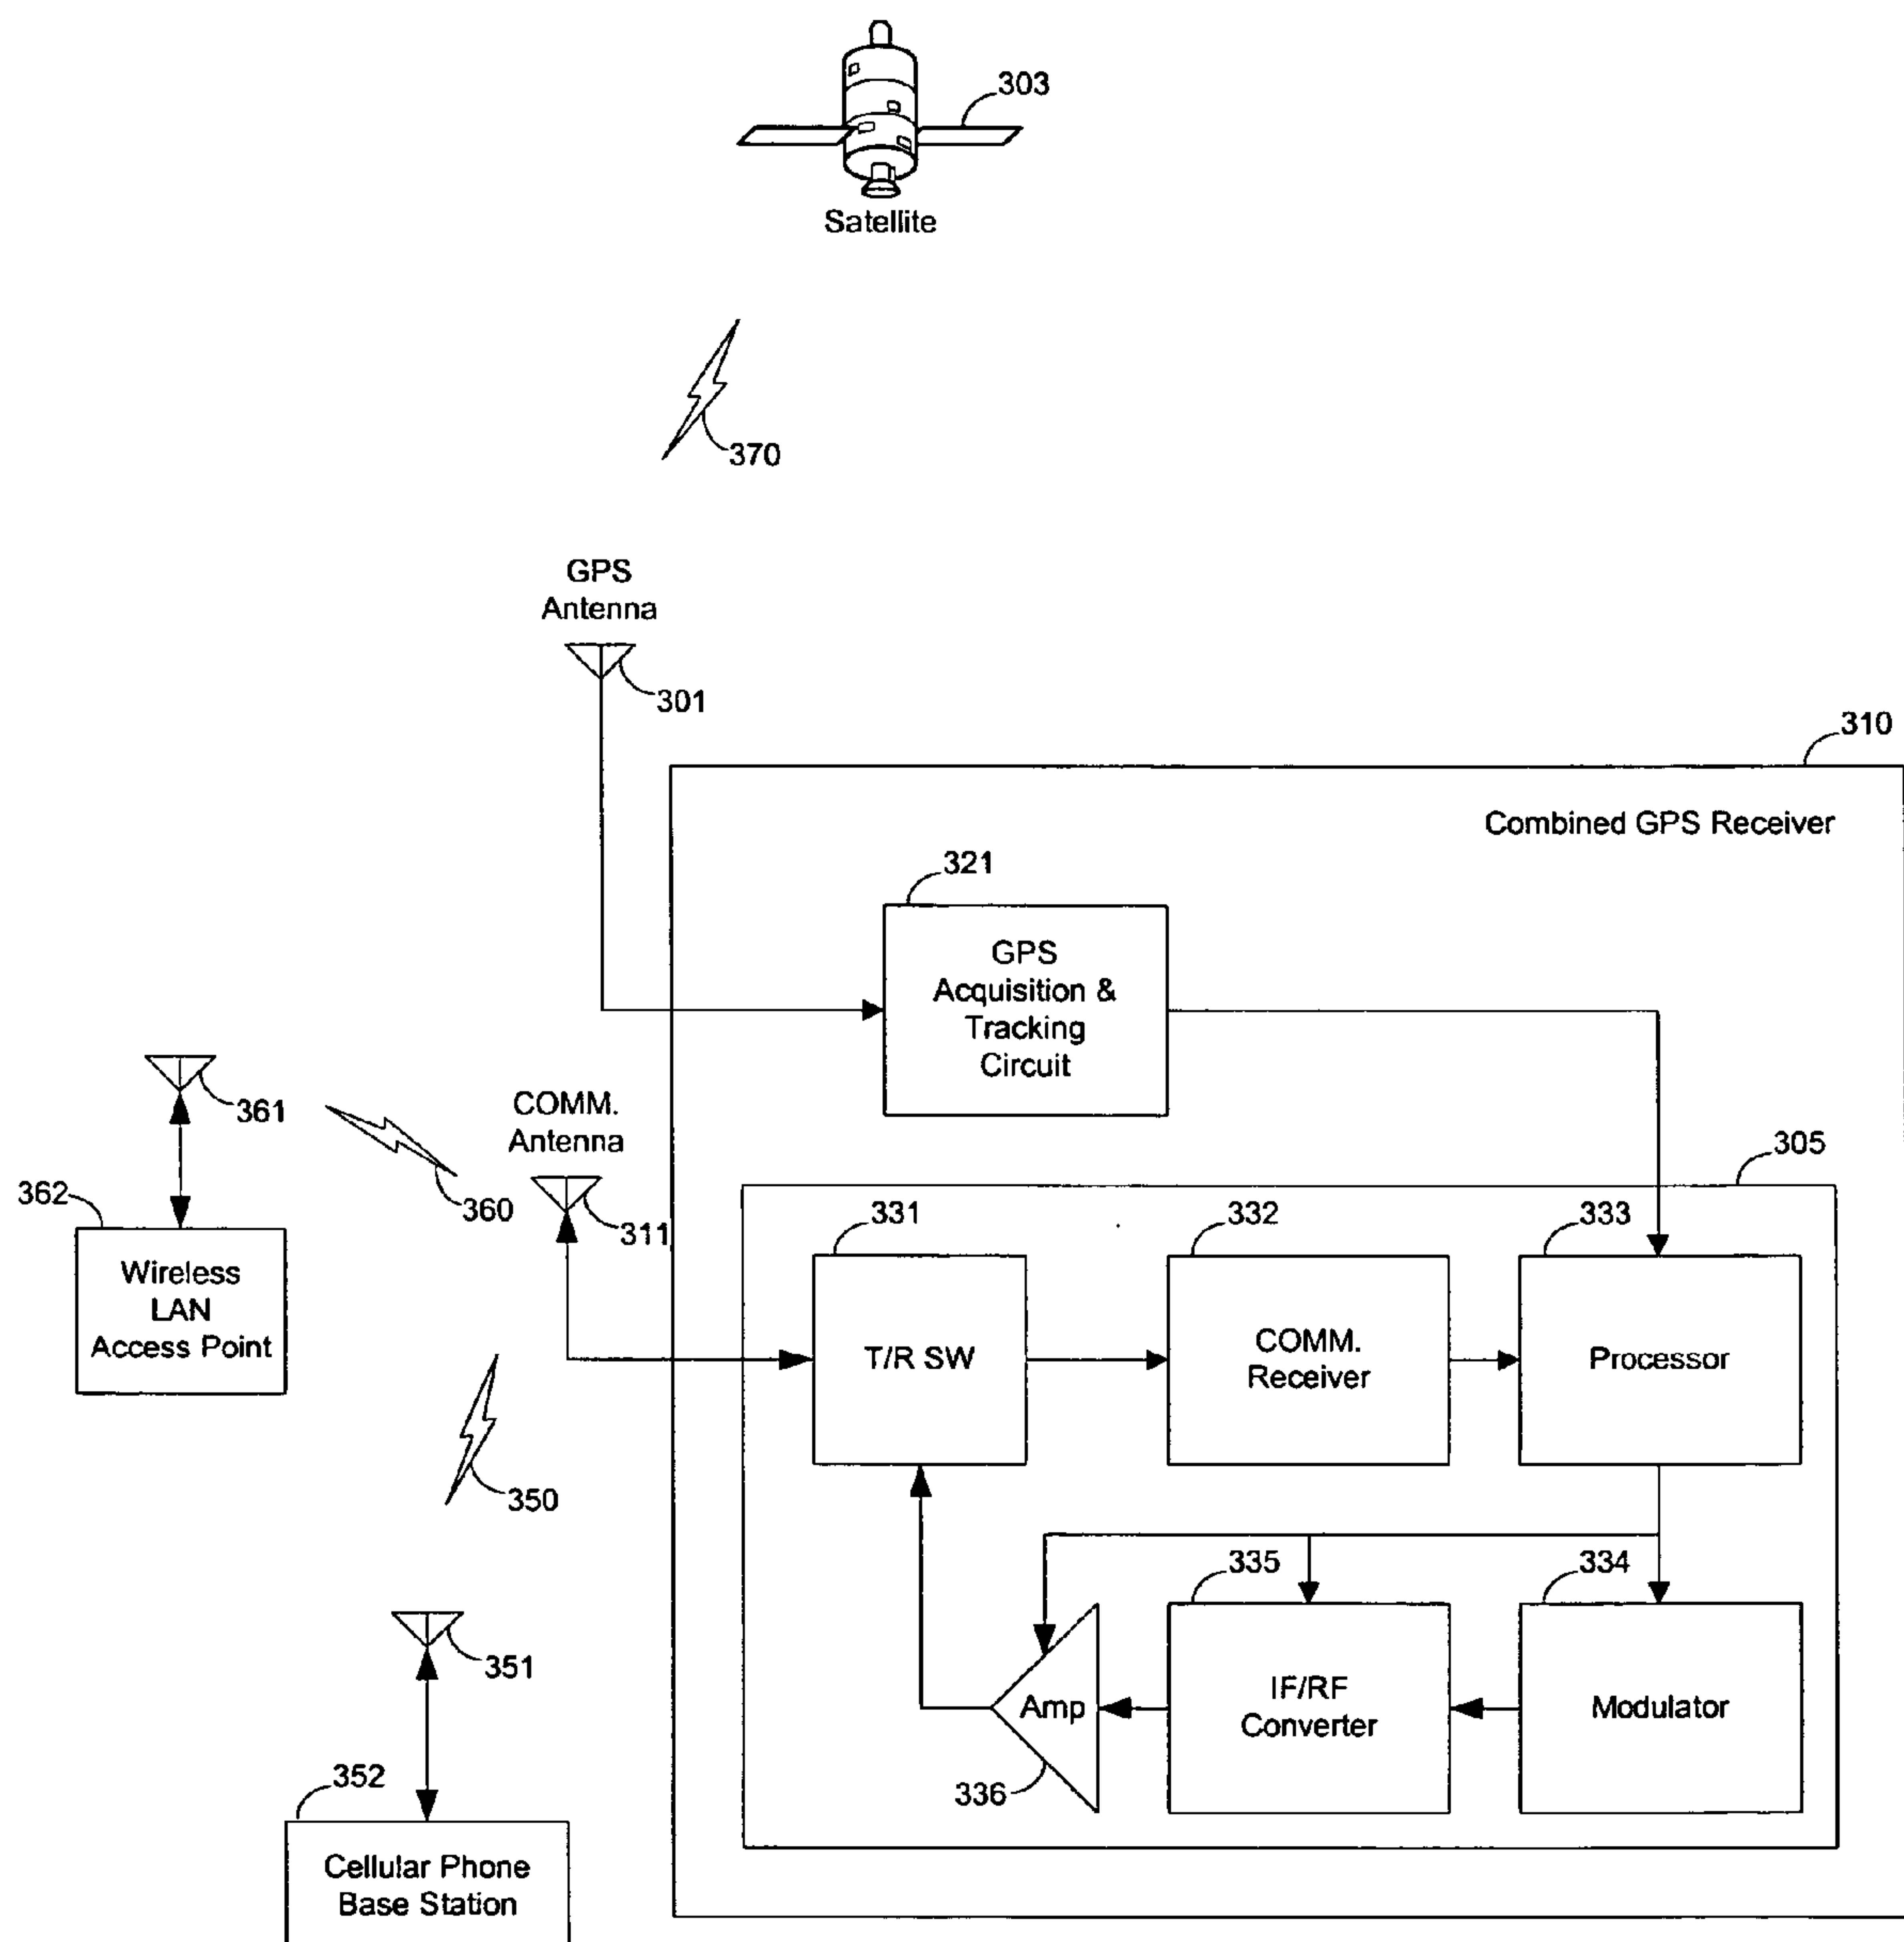 303
Satellite
370
GPS
Antenna
301
310
Combined GPS Receiver
321
GPS
Acquisition &
Tracking
Circuit
361
COMM.
Antenna
360
311
362
Wireless
LAN
Access Point
305
331
332
333
T/R SW
COMM.
Receiver
Processor
350
335
334
351
Amp
IF/RF
Converter
Modulator
336
352
Cellular Phone
Base Station